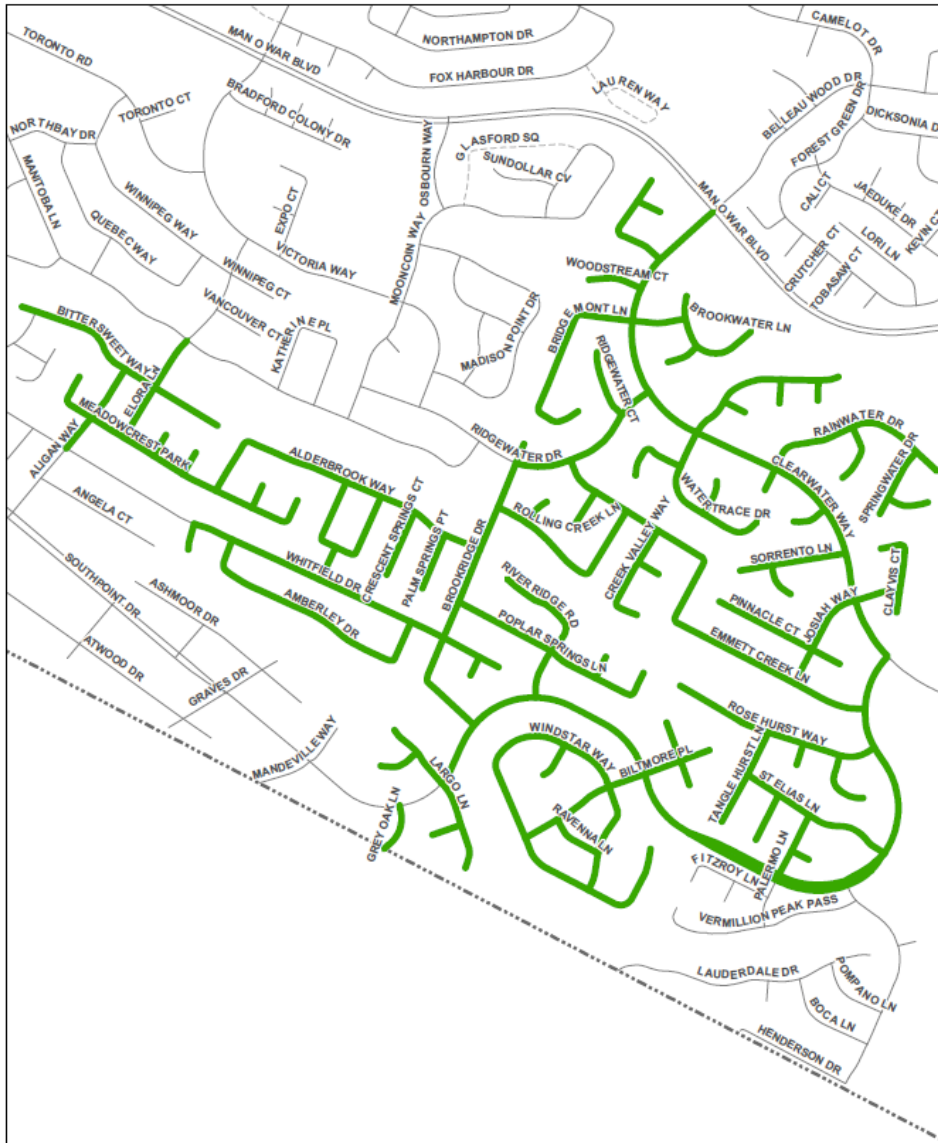 CAMELOT DR
NORTHAMPTON DR
MAN O WAR BLVD
TORONTO RD
FOX HARBOUR DR
LAUREN WAY
BELLEAU WOOD DR
DICKSONIA D
TORONTO CT
BRADFORD COLONY DR
FOREST GREEN DR
NORTHBAY DR
GLASFORD SQ
SUNDOLLAR CV
OSBOURN WAY
MANITOBA LN
WINNIPEG WAY
EXPO CT
CALI CT
JAEDUKE DR
MAN O WAR BLVD
LORI LN
KEVIN CT
QUEBEC WAY
VICTORIA WAY
MOONCOIN WAY
CRUTCHER CT
TOBASAW CT
WINNIPEG CT
WOODSTREAM CT
VANCOUVER CT
KATHERINE PL
BITTERSWEET WAY
BRIDGEMONT LN
BROOKWATER LN
MADISON POINT DR
RIDGEWATER CT
ELORA LN
MEADOWCREST PARK
RAINWATER DR
ALIGAN WAY
ALDERBROOK WAY
RIDGEWATER DR
CLEARWATER WAY
SPRINGWATER DR
ANGELA CT
CRESCENT SPRINGS CT
PALM SPRINGS PT
ROLLING CREEK LN
WATERTRACE DR
CREEK VALLEY WAY
SORRENTO LN
SOUTHPOINT DR
WHITFIELD DR
BROOKRIDGE DR
RIVER RIDGE RD
CLAYVIS CT
ASHMOOR DR
AMBERLEY DR
PINNACLE CT
JOSIAH WAY
POPLAR SPRINGS LN
EMMETT CREEK LN
ATWOOD DR
GRAVES DR
ROSE HURST WAY
WINDSTAR WAY
MANDEVILLE WAY
LARGO LN
BILTMORE PL
TANGLE HURST LN
ST ELIAS LN
GREY OAK LN
RAVENNA LN
FITZROY LN
PALERMO LN
VERMILLION PEAK PASS
LAUDERDALE DR
POMPANO LN
BOCA LN
HENDERSON DR